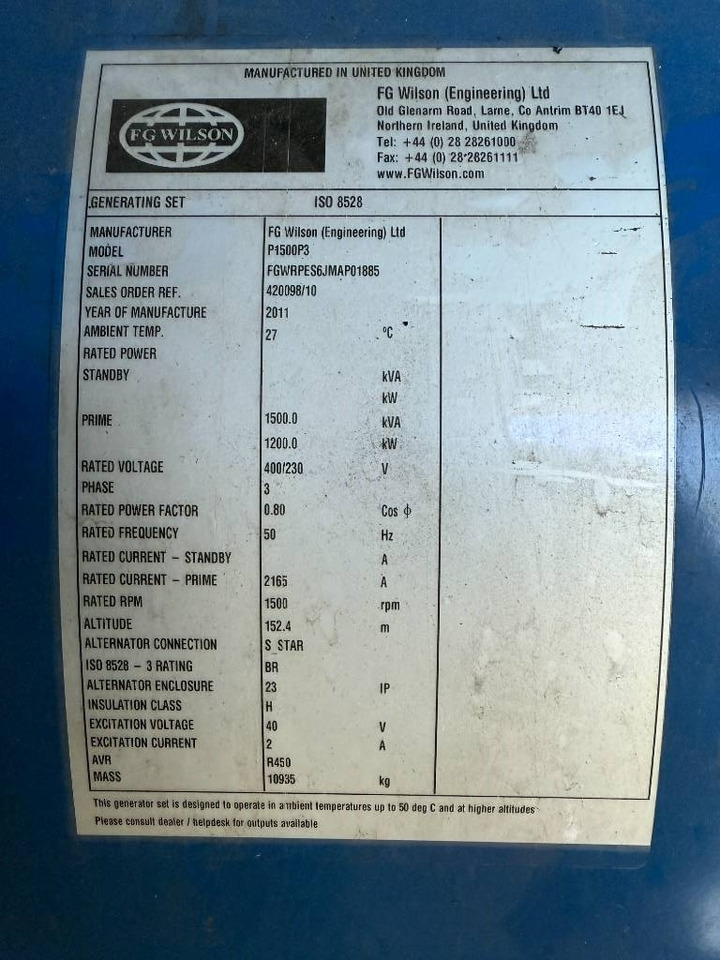 MANUFACTURED IN UNITED KINGDOM
FG WILSON
FG Wilson (Engineering) Ltd
Old Glenarm Road, Larne, Co Antrim BT40 1EJ
Northern Ireland, United Kingdom
Tel: +44 (0) 28 28261000
Fax: +44 (0) 28 28261111
www.FGWilson.com
GENERATING SET ISO 8528
MANUFACTURER FG Wilson (Engineering) Ltd
MODEL P1500P3
SERIAL NUMBER FGWRPES6JMAP01885
SALES ORDER REF. 420098/10
YEAR OF MANUFACTURE 2011
AMBIENT TEMP. 27 °C
RATED POWER
STANDBY kVA
kW
PRIME 1500.0 kVA
1200.0 kW
RATED VOLTAGE 400/230 V
PHASE 3
RATED POWER FACTOR 0.80 Cos ϕ
RATED FREQUENCY 50 Hz
RATED CURRENT - STANDBY A
RATED CURRENT - PRIME 2165 A
RATED RPM 1500 rpm
ALTITUDE 152.4 m
ALTERNATOR CONNECTION S_STAR
ISO 8528 - 3 RATING BR
ALTERNATOR ENCLOSURE 23 IP
INSULATION CLASS H
EXCITATION VOLTAGE 40 V
EXCITATION CURRENT 2 A
AVR R450
MASS 10935 kg
This generator set is designed to operate in ambient temperatures up to 50 deg C and at higher altitudes
Please consult dealer / helpdesk for outputs available